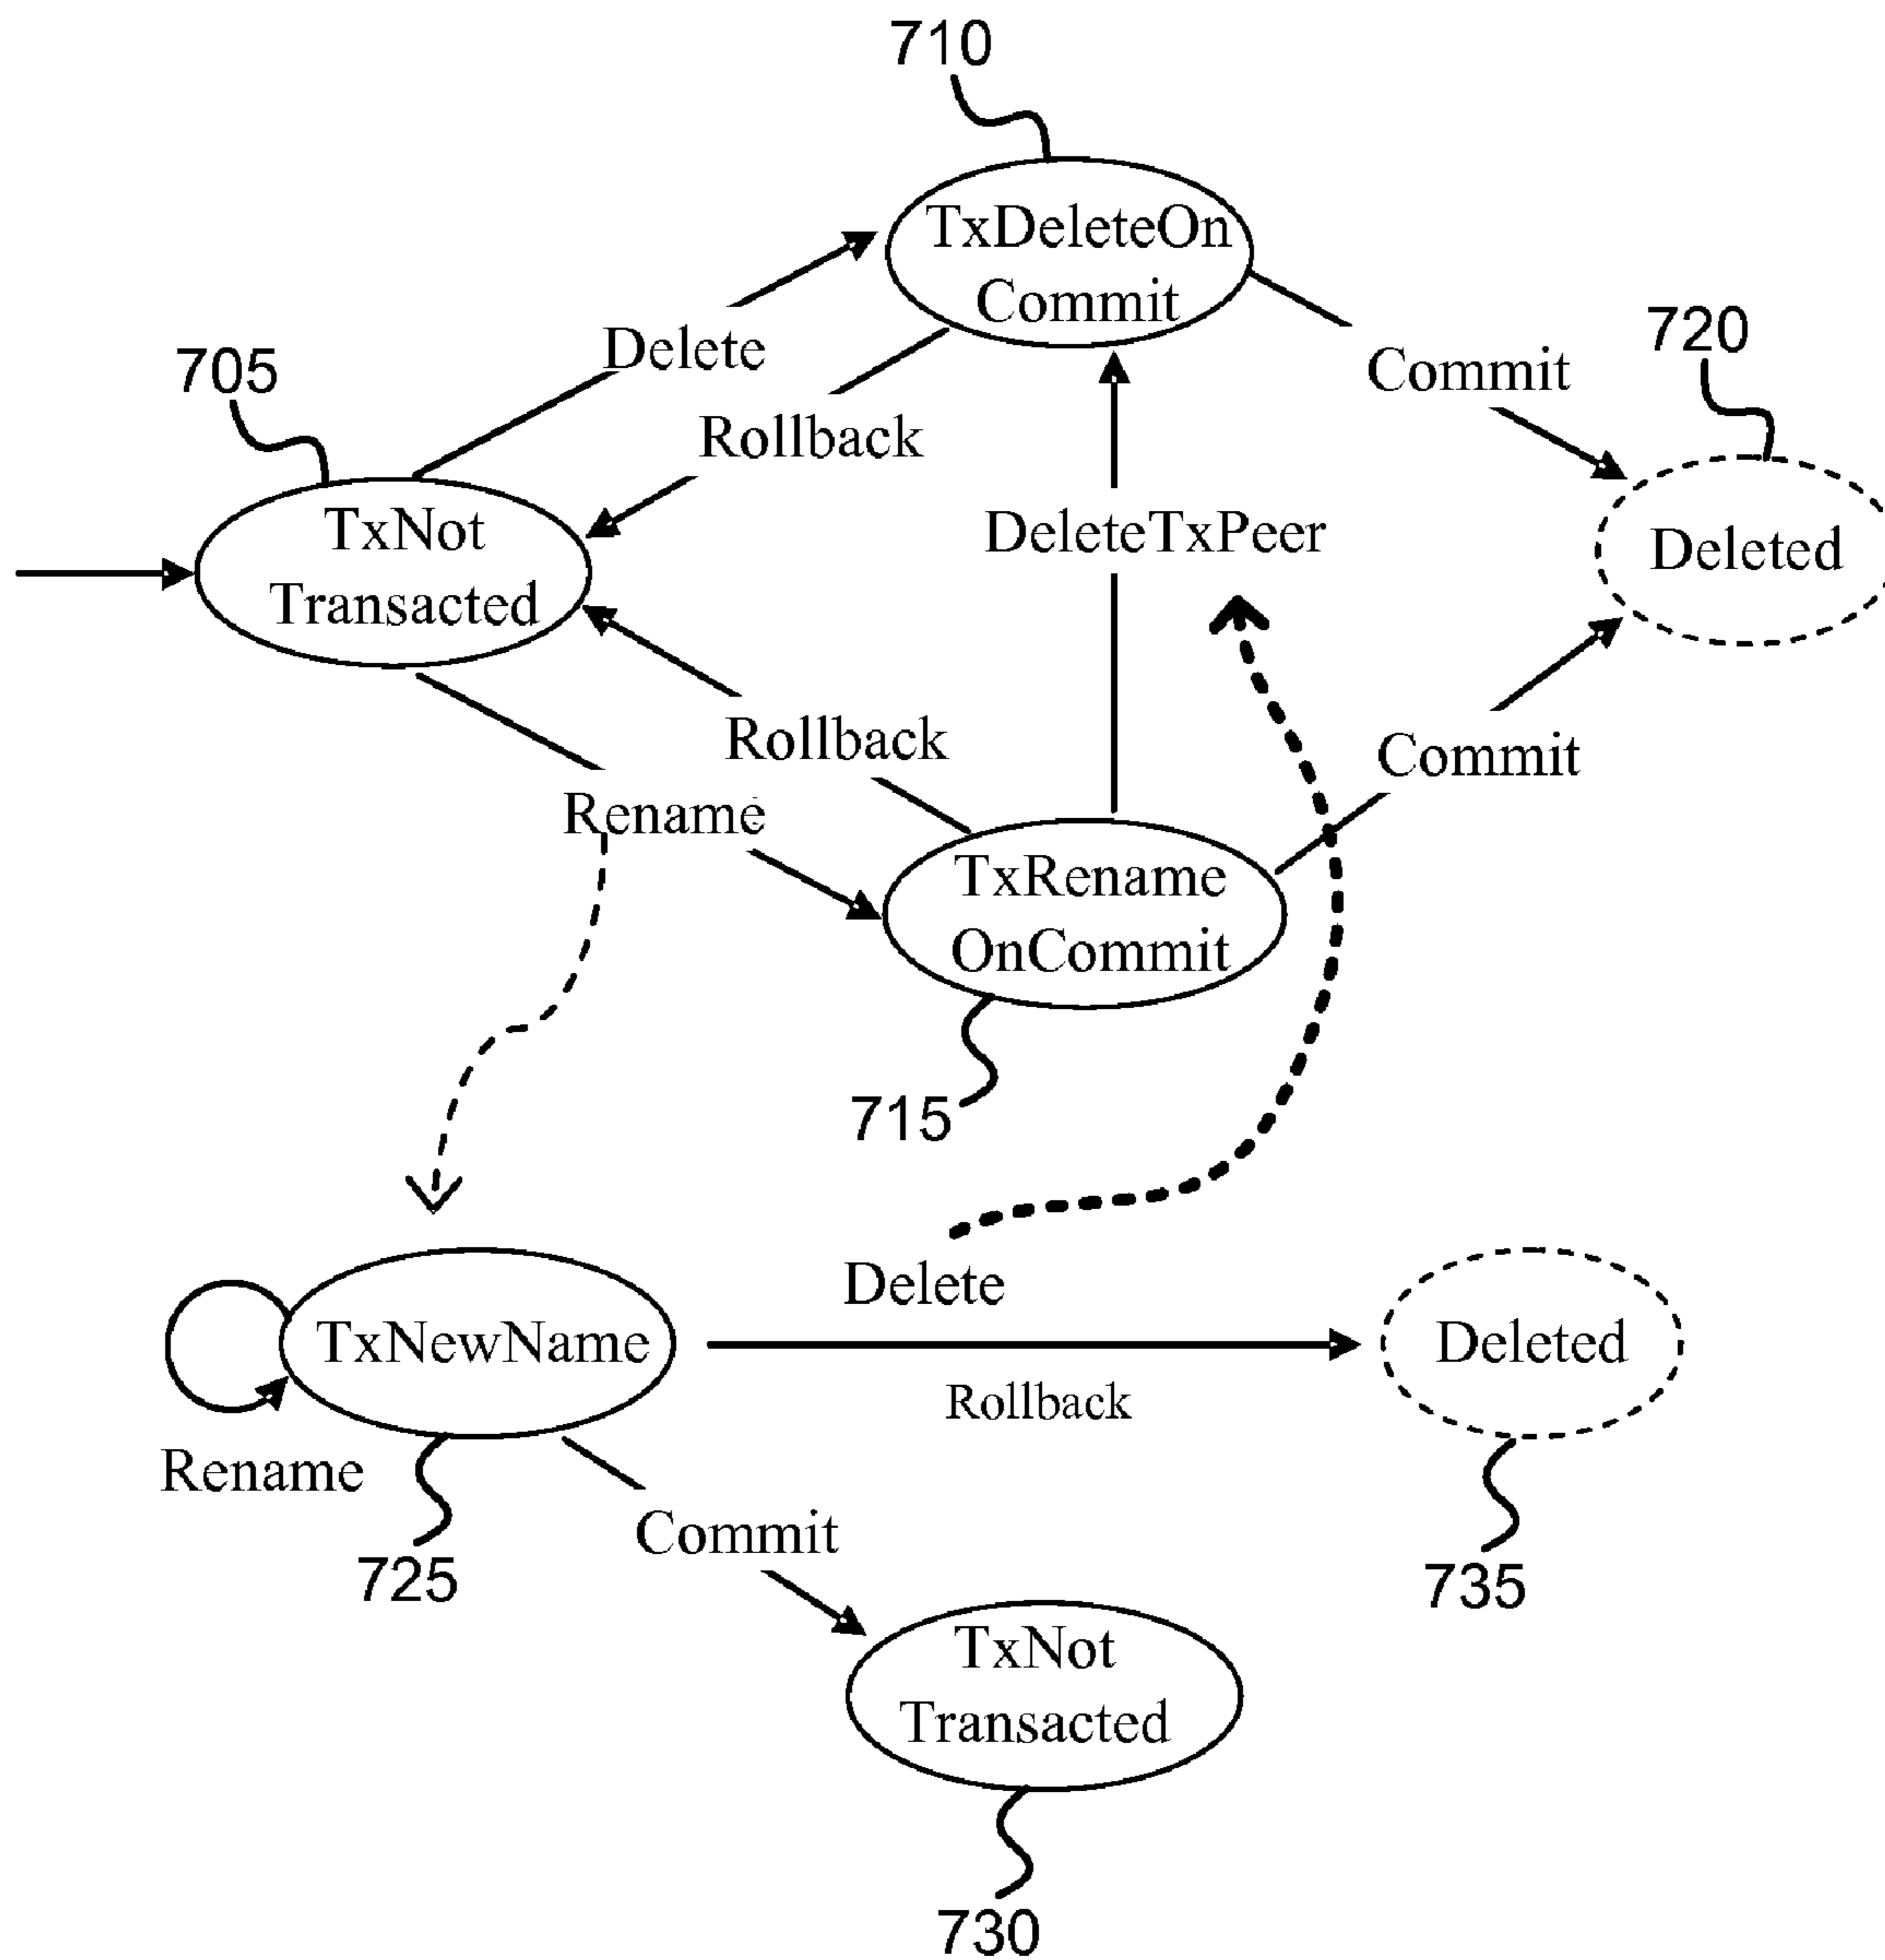 710
TxDeleteOn
Commit
720
Delete
705
Commit
Rollback
TxNot
Transacted
DeleteTxPeer
Deleted
Rollback
Commit
Rename
TxRename
OnCommit
715
Delete
TxNewName
Deleted
Rollback
Rename
Commit
725
735
TxNot
Transacted
730